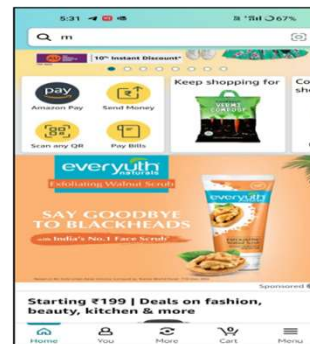 5:31
67%
m
10% Instant Discount*
pay
Amazon Pay
Send Money
Scan any QR
Pay Bills
Keep shopping for
VERMI
COMPOST
Co
sho
everyuth
naturals
Exfoliating Walnut Scrub
SAY GOODBYE
TO BLACKHEADS
with India's No.1 Face Scrub*
everyuth
Sponsored
Starting ₹199 | Deals on fashion,
beauty, kitchen & more
Home
You
More
Cart
Menu